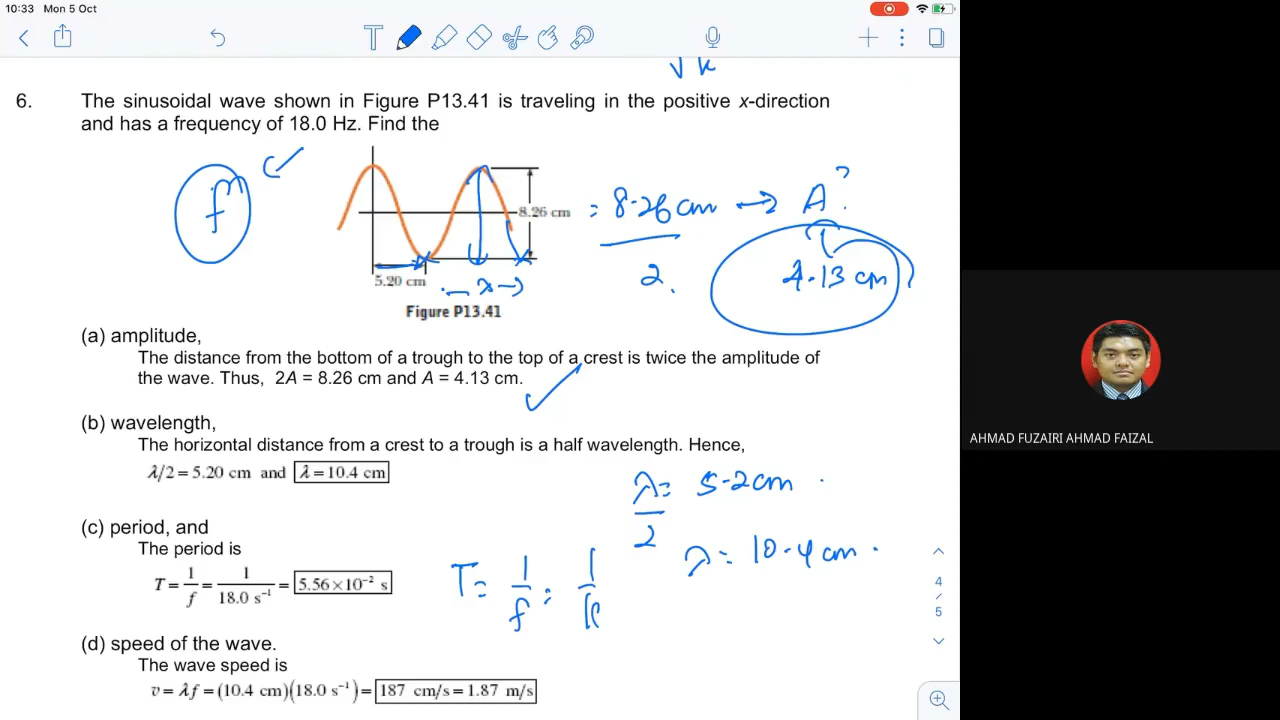 10:33 Mon 5 Oct
6. The sinusoidal wave shown in Figure P13.41 is traveling in the positive x-direction
and has a frequency of 18.0 Hz. Find the
f
8.26 cm
= 8.26 cm → A?
2.
4.13 cm
5.20 cm
λ
Figure P13.41
(a) amplitude,
The distance from the bottom of a trough to the top of a crest is twice the amplitude of
the wave. Thus, 2A = 8.26 cm and A = 4.13 cm.
(b) wavelength,
The horizontal distance from a crest to a trough is a half wavelength. Hence,
λ/2 = 5.20 cm and λ = 10.4 cm
λ/2 = 5.2 cm.
λ = 10.4 cm.
(c) period, and
The period is
T = 1/f = 1/18.0 s⁻¹ = 5.56×10⁻² s
T = 1/f = 1/
(d) speed of the wave.
The wave speed is
v = λf = (10.4 cm)(18.0 s⁻¹) = 187 cm/s = 1.87 m/s
4
/
5
AHMAD FUZAIRI AHMAD FAIZAL